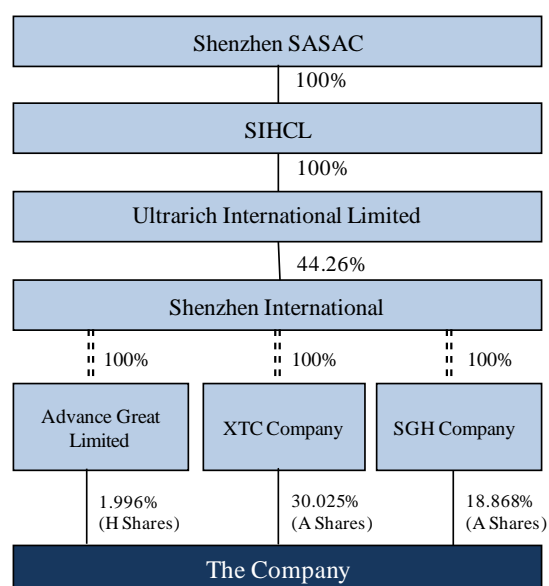 Shenzhen SASAC
100%
SIHCL
100%
Ultrarich International Limited
44.26%
Shenzhen International
100%
100%
100%
Advance Great
Limited
XTC Company
SGH Company
1.996%
(H Shares)
30.025%
(A Shares)
18.868%
(A Shares)
The Company